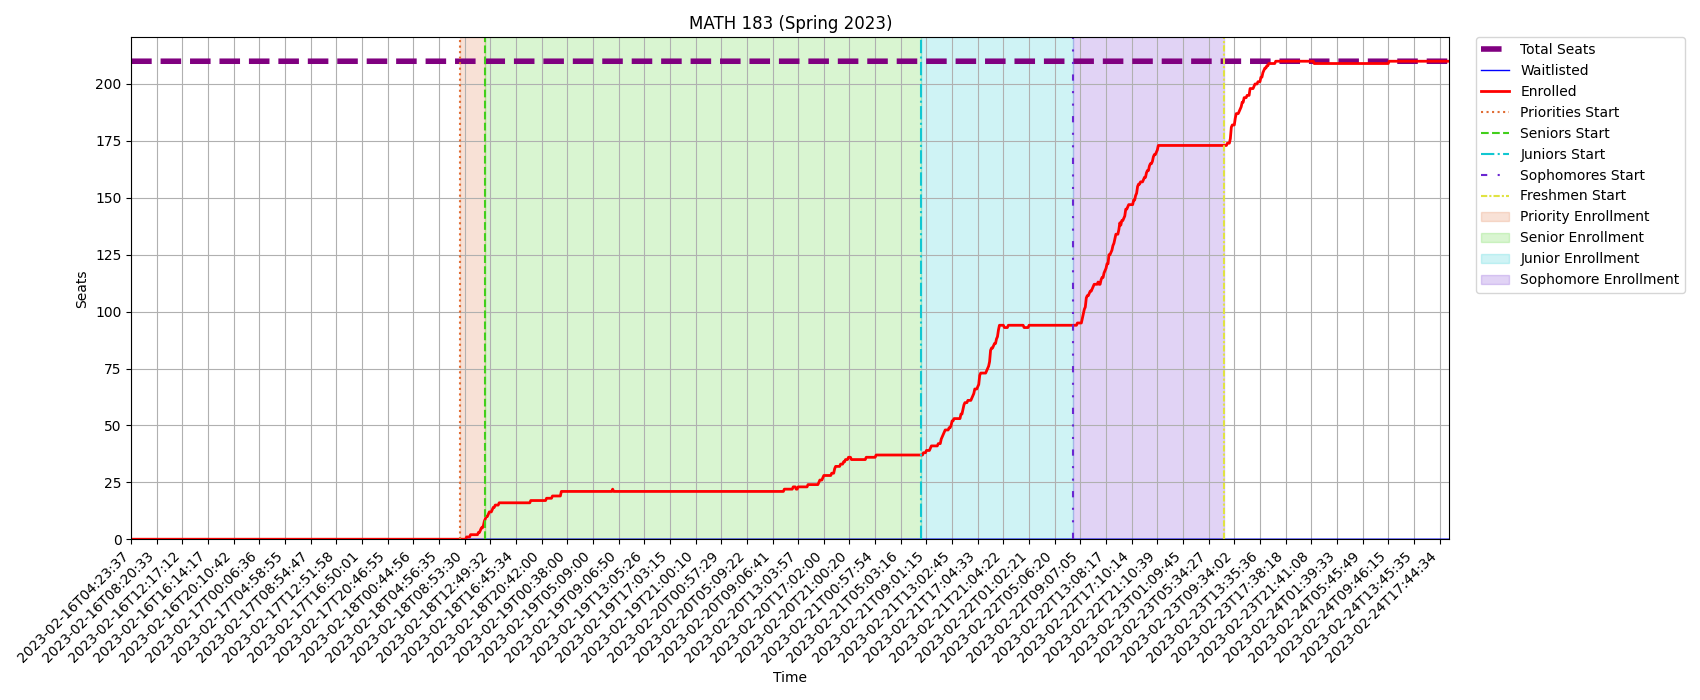 MATH 183 (Spring 2023)
Seats
200
175
150
125
100
75
50
25
0
2023-02-16T04:23:37
2023-02-16T08:20:33
2023-02-16T12:17:12
2023-02-16T16:14:17
2023-02-16T20:10:42
2023-02-17T00:06:36
2023-02-17T04:58:55
2023-02-17T08:54:47
2023-02-17T12:51:58
2023-02-17T16:50:01
2023-02-17T20:46:55
2023-02-18T00:44:56
2023-02-18T04:56:35
2023-02-18T08:53:30
2023-02-18T12:49:32
2023-02-18T16:45:34
2023-02-18T20:42:00
2023-02-19T00:38:00
2023-02-19T05:09:00
2023-02-19T09:06:50
2023-02-19T13:05:26
2023-02-19T17:03:15
2023-02-19T21:00:10
2023-02-20T00:57:29
2023-02-20T05:09:22
2023-02-20T09:06:41
2023-02-20T13:03:57
2023-02-20T17:02:00
2023-02-20T21:00:20
2023-02-21T00:57:54
2023-02-21T05:03:16
2023-02-21T09:01:15
2023-02-21T13:02:45
2023-02-21T17:04:33
2023-02-21T21:04:22
2023-02-22T01:02:21
2023-02-22T05:06:20
2023-02-22T09:07:05
2023-02-22T13:08:17
2023-02-22T17:10:14
2023-02-22T21:10:39
2023-02-23T01:09:45
2023-02-23T05:34:27
2023-02-23T09:34:02
2023-02-23T13:35:36
2023-02-23T17:38:18
2023-02-23T21:41:08
2023-02-24T01:39:33
2023-02-24T05:45:49
2023-02-24T09:46:15
2023-02-24T13:45:35
2023-02-24T17:44:34
Time
Total Seats
Waitlisted
Enrolled
Priorities Start
Seniors Start
Juniors Start
Sophomores Start
Freshmen Start
Priority Enrollment
Senior Enrollment
Junior Enrollment
Sophomore Enrollment